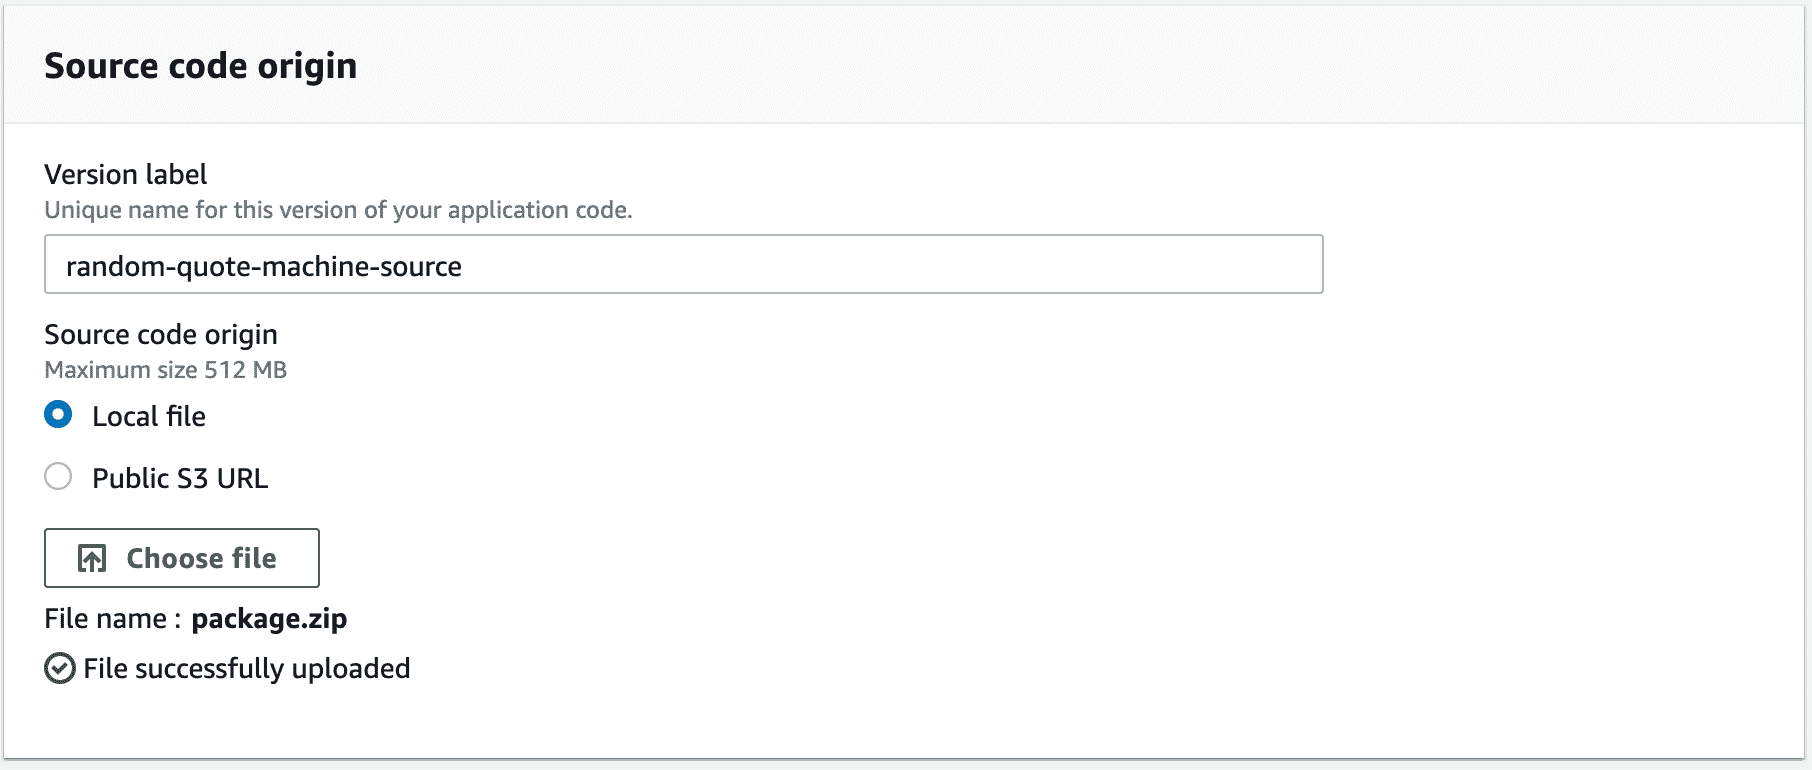 Source code origin
Version label
Unique name for this version of your application code.
random-quote-machine-source
Source code origin
Maximum size 512 MB
Local file
Public S3 URL
Choose file
File name : package.zip
File successfully uploaded